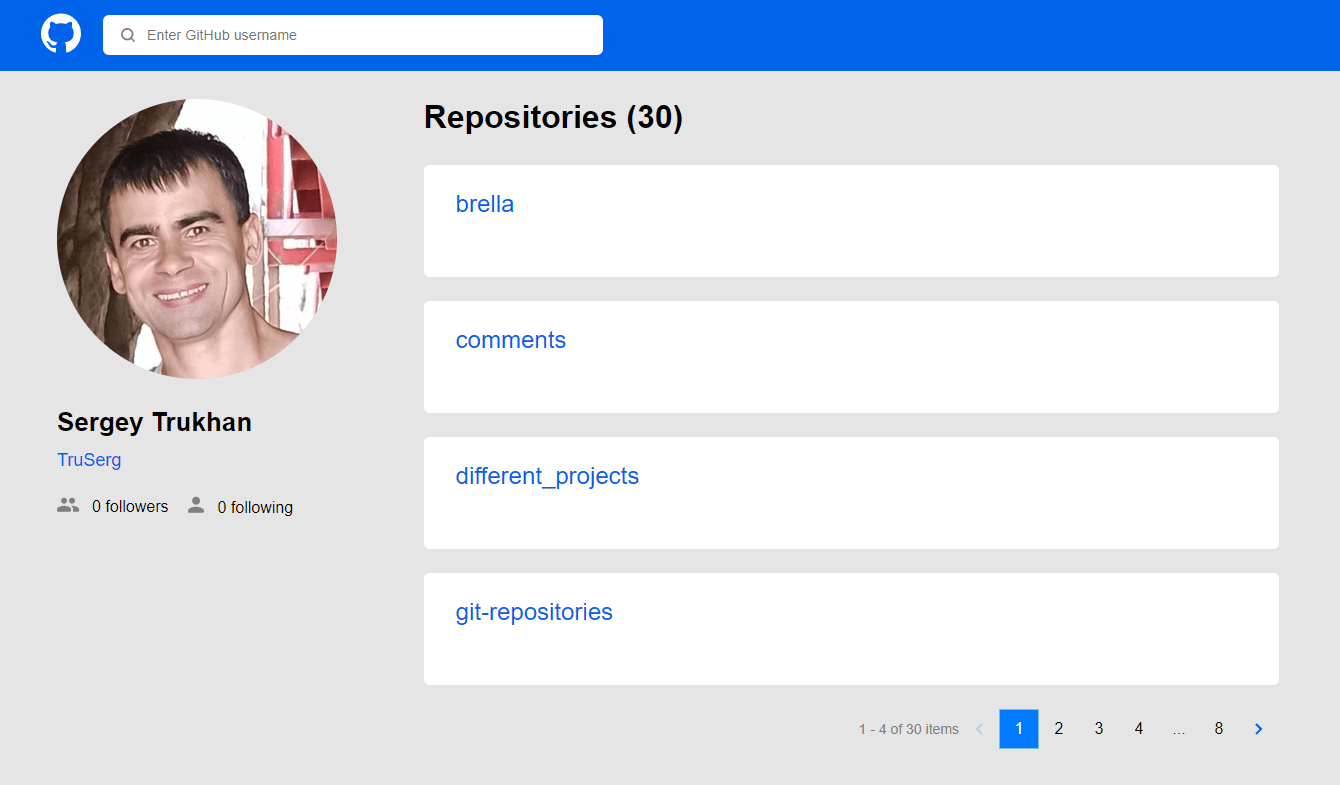 Enter GitHub username
Repositories (30)
brella
comments
different_projects
git-repositories
Sergey Trukhan
TruSerg
0 followers 0 following
1 - 4 of 30 items 1 2 3 4 ... 8